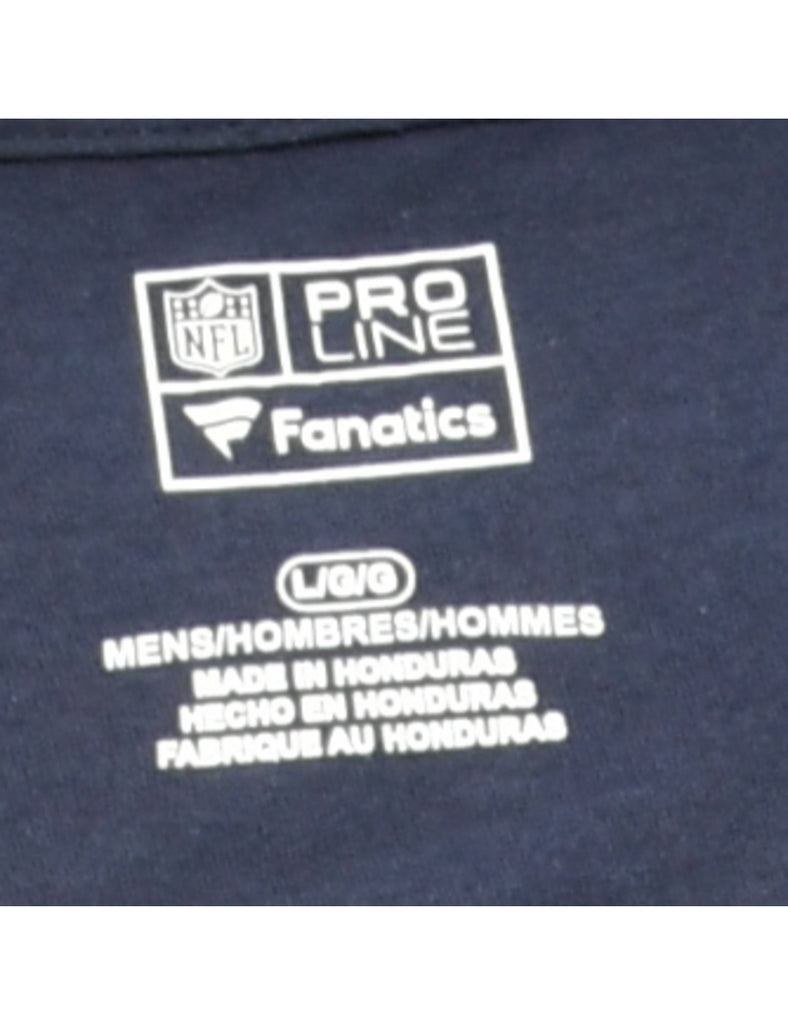 NFL
PRO
LINE
Fanatics
L/G/G
MENS/HOMBRES/HOMMES
MADE IN HONDURAS
HECHO EN HONDURAS
FABRIQUE AU HONDURAS